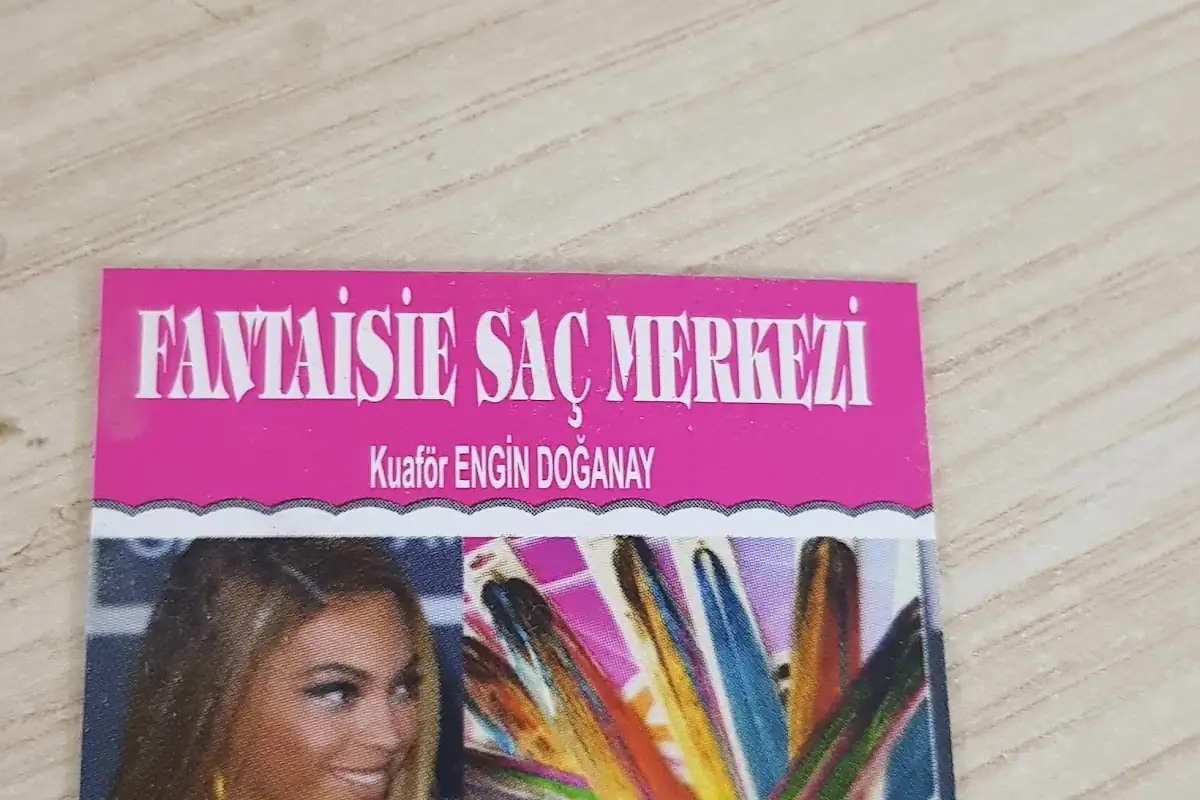 FANTAİSİE SAÇ MERKEZİ
Kuaför ENGİN DOĞANAY